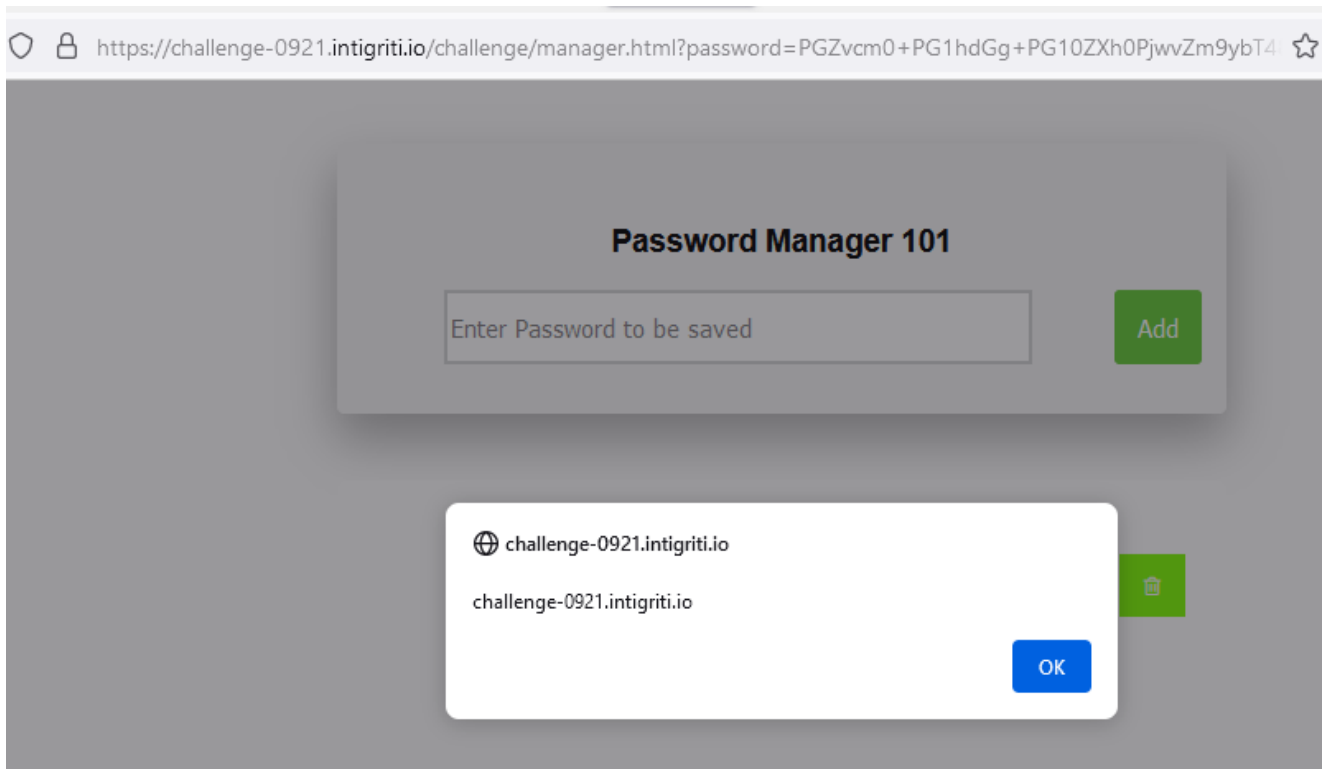 https://challenge-0921.intigriti.io/challenge/manager.html?password=PGZvcm0+PG1hdGg+PG10ZXh0PjwvZm9ybT4
Password Manager 101
Enter Password to be saved
Add
challenge-0921.intigriti.io
challenge-0921.intigriti.io
OK